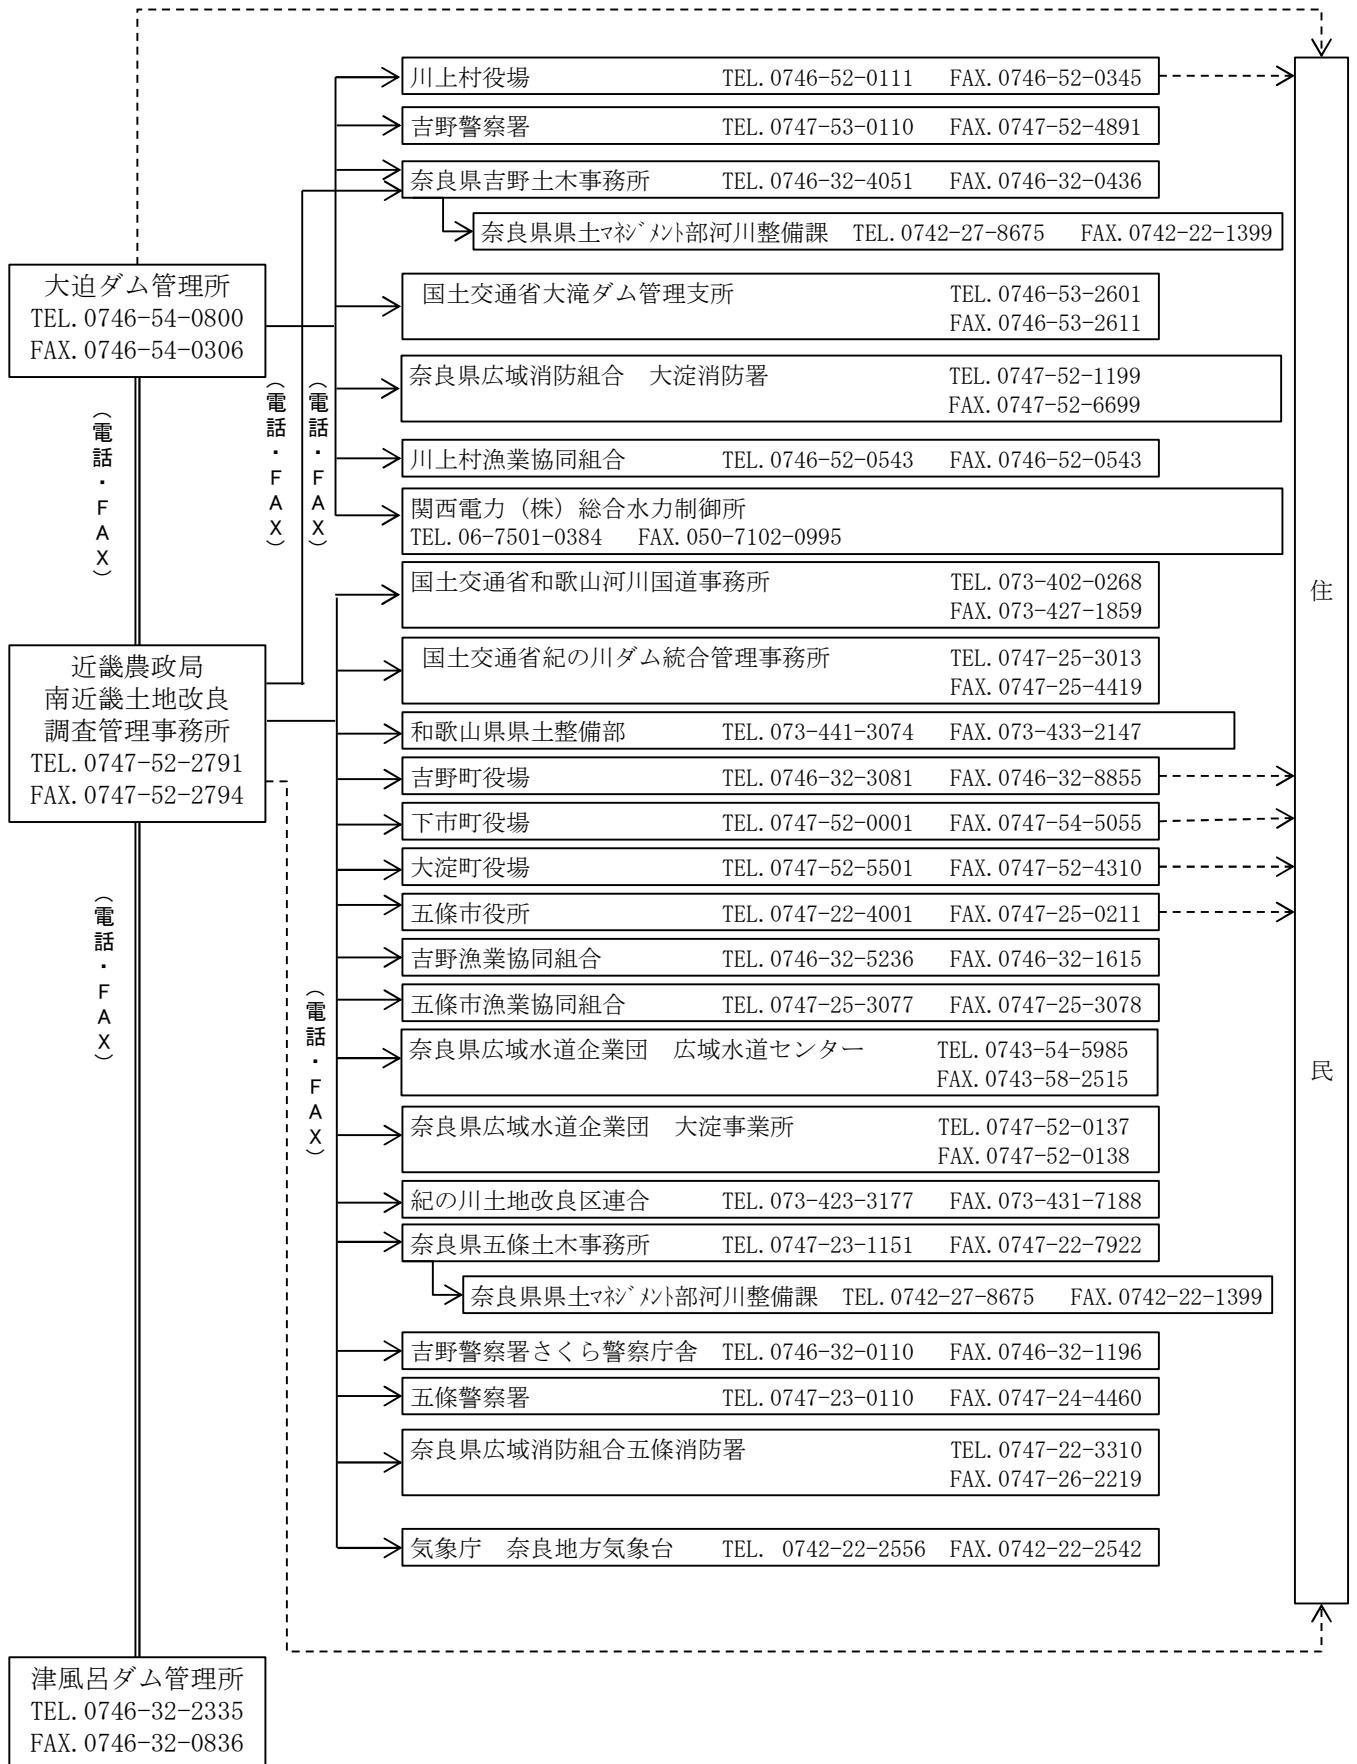 川上村役場 TEL.0746-52-0111 FAX.0746-52-0345
吉野警察署 TEL.0747-53-0110 FAX.0747-52-4891
奈良県吉野土木事務所 TEL.0746-32-4051 FAX.0746-32-0436
奈良県県土ﾏﾈｼﾞﾒﾝﾄ部河川整備課 TEL.0742-27-8675 FAX.0742-22-1399
大迫ダム管理所
TEL.0746-54-0800
FAX.0746-54-0306
国土交通省大滝ダム管理支所 TEL.0746-53-2601
FAX.0746-53-2611
奈良県広域消防組合 大淀消防署 TEL.0747-52-1199
FAX.0747-52-6699
(電話・FAX)
(電話・FAX)
(電話・FAX)
川上村漁業協同組合 TEL.0746-52-0543 FAX.0746-52-0543
関西電力（株）総合水力制御所
TEL.06-7501-0384 FAX.050-7102-0995
国土交通省和歌山河川国道事務所 TEL.073-402-0268
FAX.073-427-1859
近畿農政局
南近畿土地改良
調査管理事務所
TEL.0747-52-2791
FAX.0747-52-2794
国土交通省紀の川ダム統合管理事務所 TEL.0747-25-3013
FAX.0747-25-4419
和歌山県県土整備部 TEL.073-441-3074 FAX.073-433-2147
吉野町役場 TEL.0746-32-3081 FAX.0746-32-8855
下市町役場 TEL.0747-52-0001 FAX.0747-54-5055
大淀町役場 TEL.0747-52-5501 FAX.0747-52-4310
五條市役所 TEL.0747-22-4001 FAX.0747-25-0211
吉野漁業協同組合 TEL.0746-32-5236 FAX.0746-32-1615
五條市漁業協同組合 TEL.0747-25-3077 FAX.0747-25-3078
(電話・FAX)
(電話・FAX)
奈良県広域水道企業団 広域水道センター TEL.0743-54-5985
FAX.0743-58-2515
奈良県広域水道企業団 大淀事業所 TEL.0747-52-0137
FAX.0747-52-0138
紀の川土地改良区連合 TEL.073-423-3177 FAX.073-431-7188
奈良県五條土木事務所 TEL.0747-23-1151 FAX.0747-22-7922
奈良県県土ﾏﾈｼﾞﾒﾝﾄ部河川整備課 TEL.0742-27-8675 FAX.0742-22-1399
吉野警察署さくら警察庁舎 TEL.0746-32-0110 FAX.0746-32-1196
五條警察署 TEL.0747-23-0110 FAX.0747-24-4460
奈良県広域消防組合五條消防署 TEL.0747-22-3310
FAX.0747-26-2219
気象庁 奈良地方気象台 TEL. 0742-22-2556 FAX.0742-22-2542
住民
津風呂ダム管理所
TEL.0746-32-2335
FAX.0746-32-0836